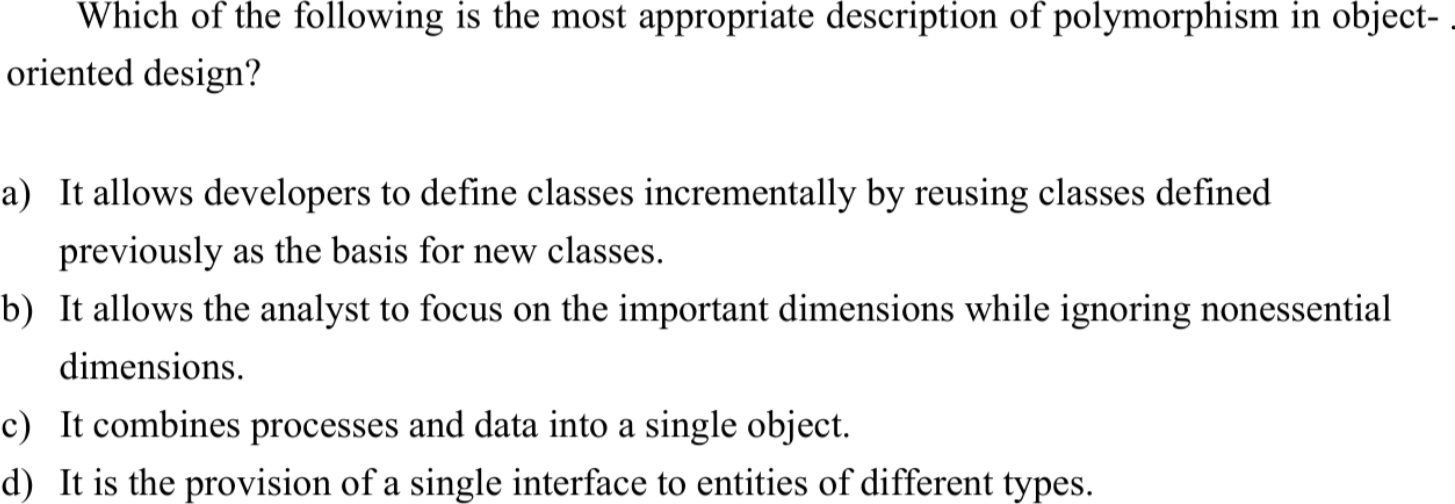 Which of the following is the most appropriate description of polymorphism in object-
oriented design?
a) It allows developers to define classes incrementally by reusing classes defined
previously as the basis for new classes.
b) It allows the analyst to focus on the important dimensions while ignoring nonessential
dimensions.
c) It combines processes and data into a single object.
d) It is the provision of a single interface to entities of different types.